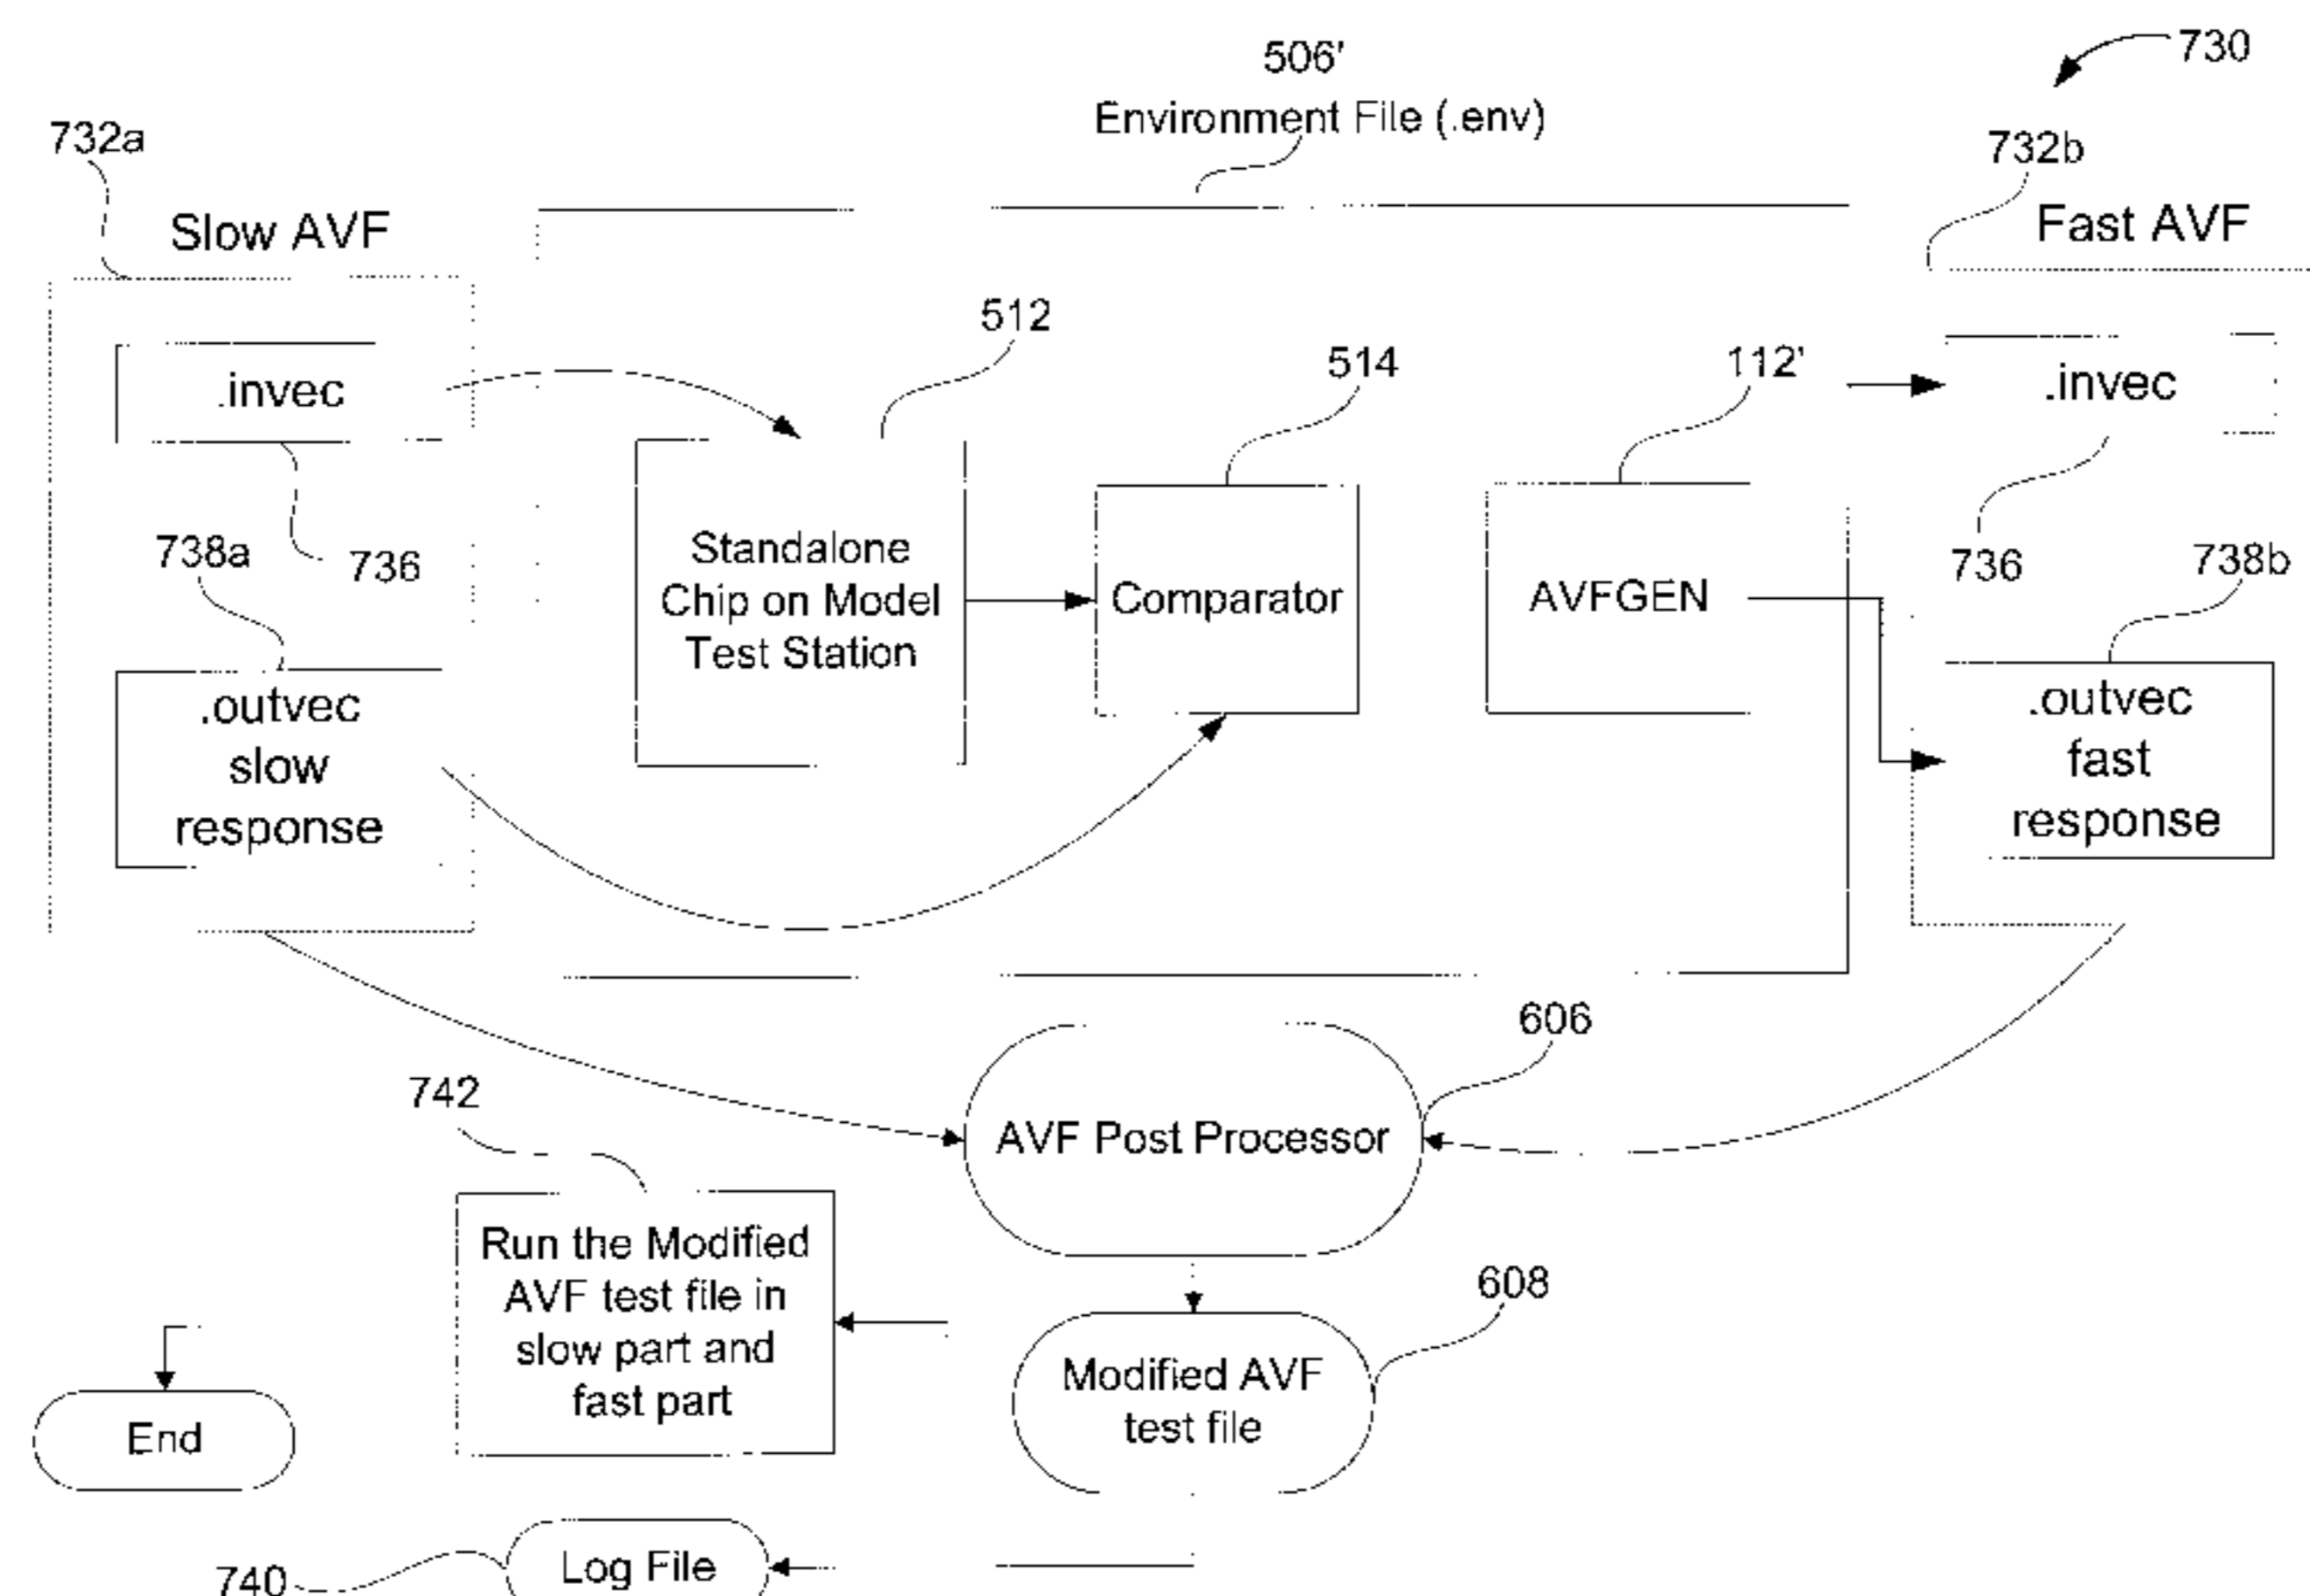 730
506'
Environment File (.env)
732a
732b
Slow AVF
Fast AVF
512
514
112'
.invec
.invec
736
738a
736
738b
Standalone
Chip on Model
Test Station
Comparator
AVFGEN
.outvec
slow
response
.outvec
fast
response
606
742
AVF Post Processor
Run the Modified
AVF test file in
slow part and
fast part
608
Modified AVF
test file
End
Log File
740